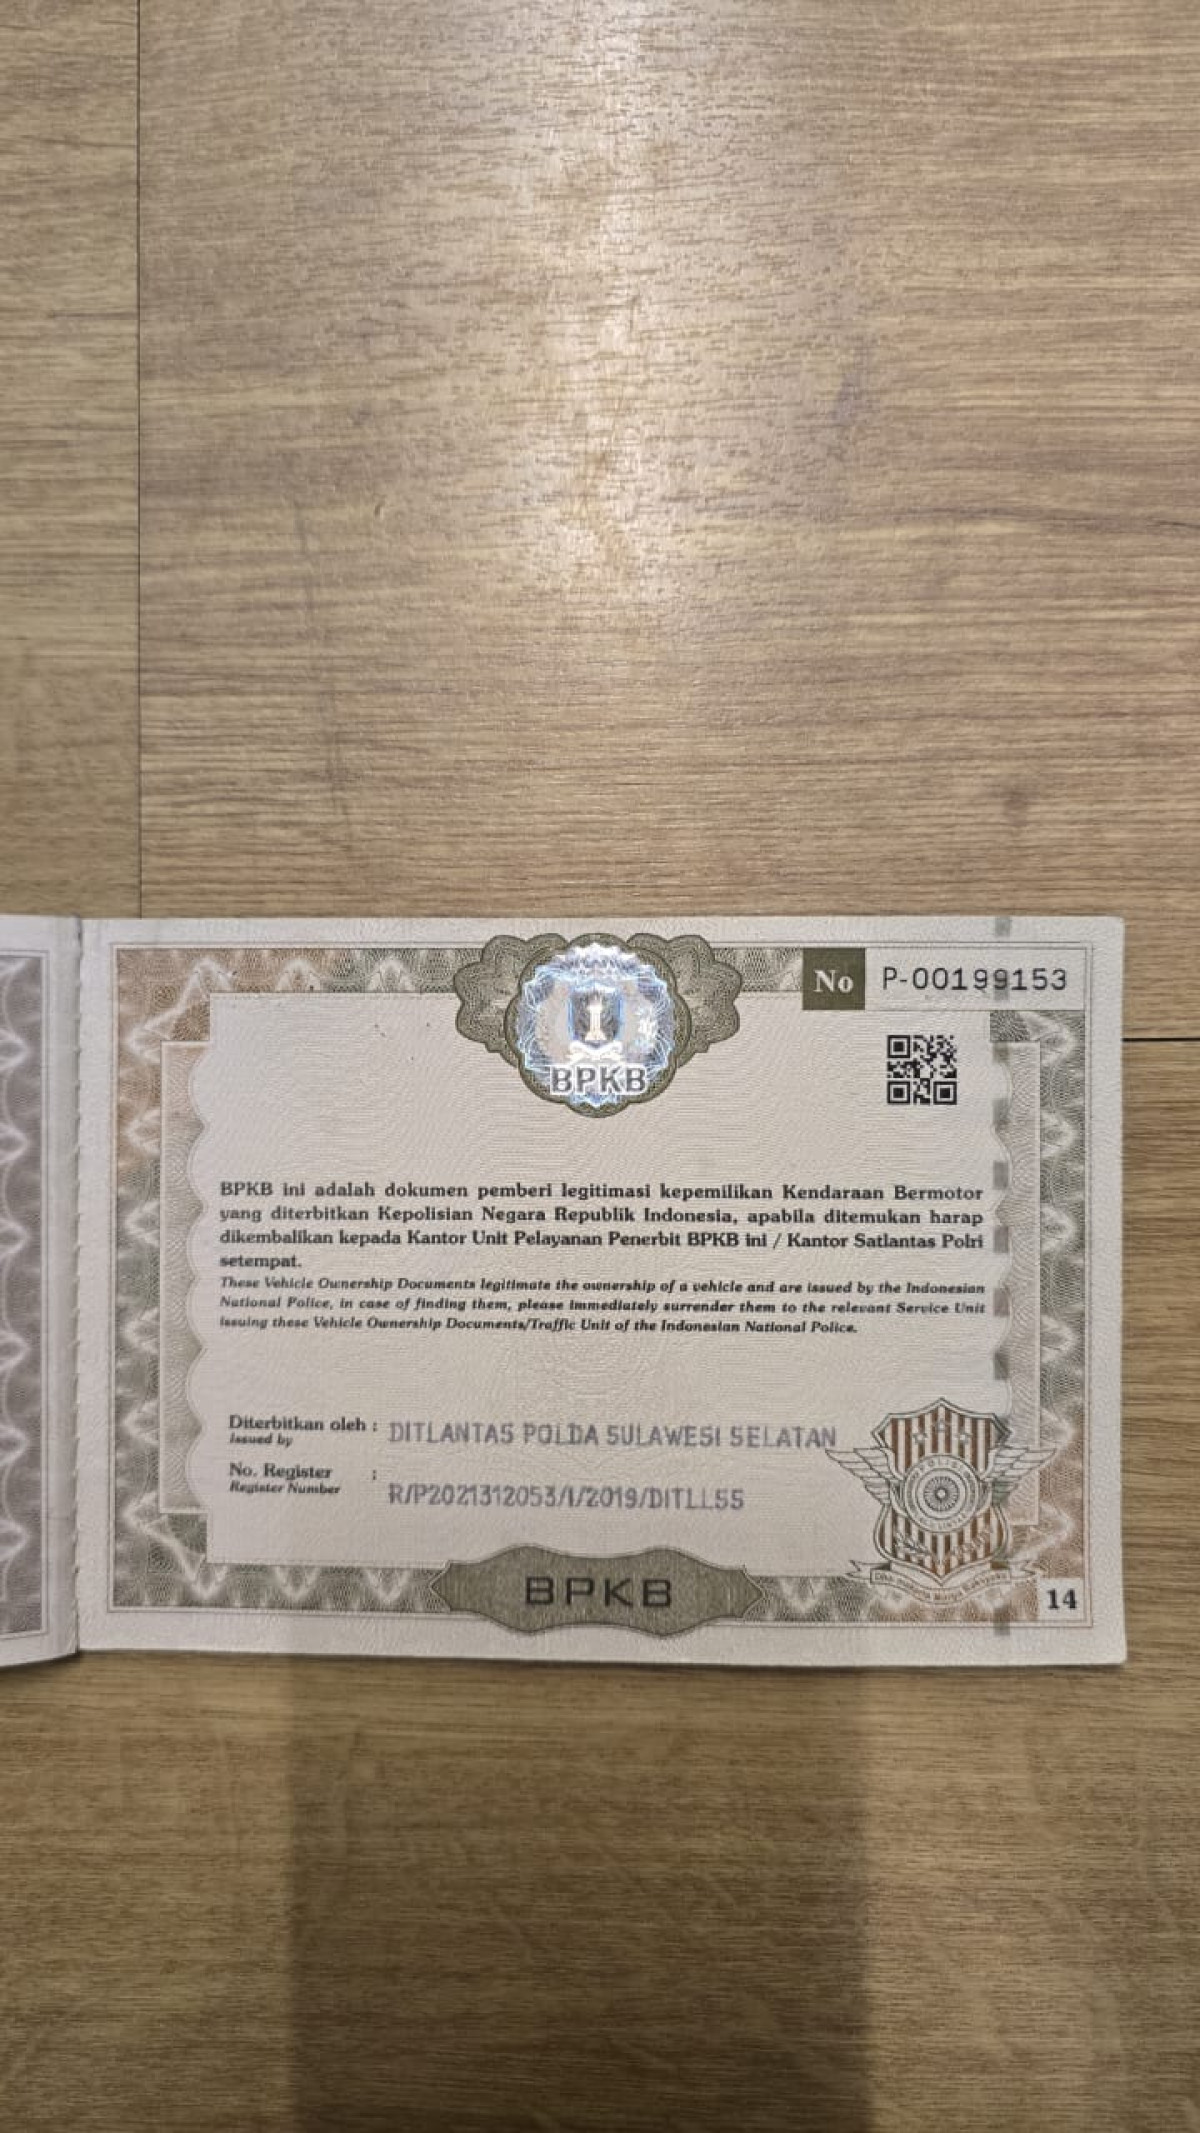 No P-00199153
BPKB
BPKB ini adalah dokumen pemberi legitimasi kepemilikan Kendaraan Bermotor
yang diterbitkan Kepolisian Negara Republik Indonesia, apabila ditemukan harap
dikembalikan kepada Kantor Unit Pelayanan Penerbit BPKB ini / Kantor Satlantas Polri
setempat.
These Vehicle Ownership Documents legitimate the ownership of a vehicle and are issued by the Indonesian
National Police, in case of finding them, please immediately surrender them to the relevant Service Unit
issuing these Vehicle Ownership Documents/Traffic Unit of the Indonesian National Police.
Diterbitkan oleh : DITLANTAS POLDA SULAWESI SELATAN
Issued by
No. Register :
Register Number R/P2021312053/I/2019/DITLLSS
BPKB
14